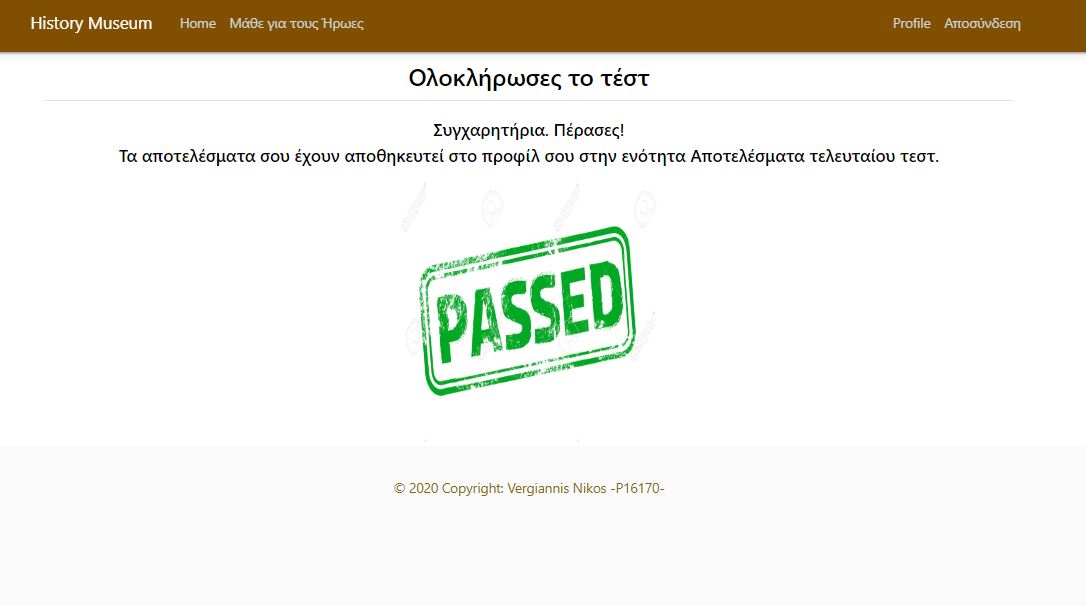 History Museum Home Μάθε για τους Ήρωες Profile Αποσύνδεση
Ολοκλήρωσες το τέστ
Συγχαρητήρια. Πέρασες!
Τα αποτελέσματα σου έχουν αποθηκευτεί στο προφίλ σου στην ενότητα Αποτελέσματα τελευταίου τεστ.
PASSED
© 2020 Copyright: Vergiannis Nikos -P16170-